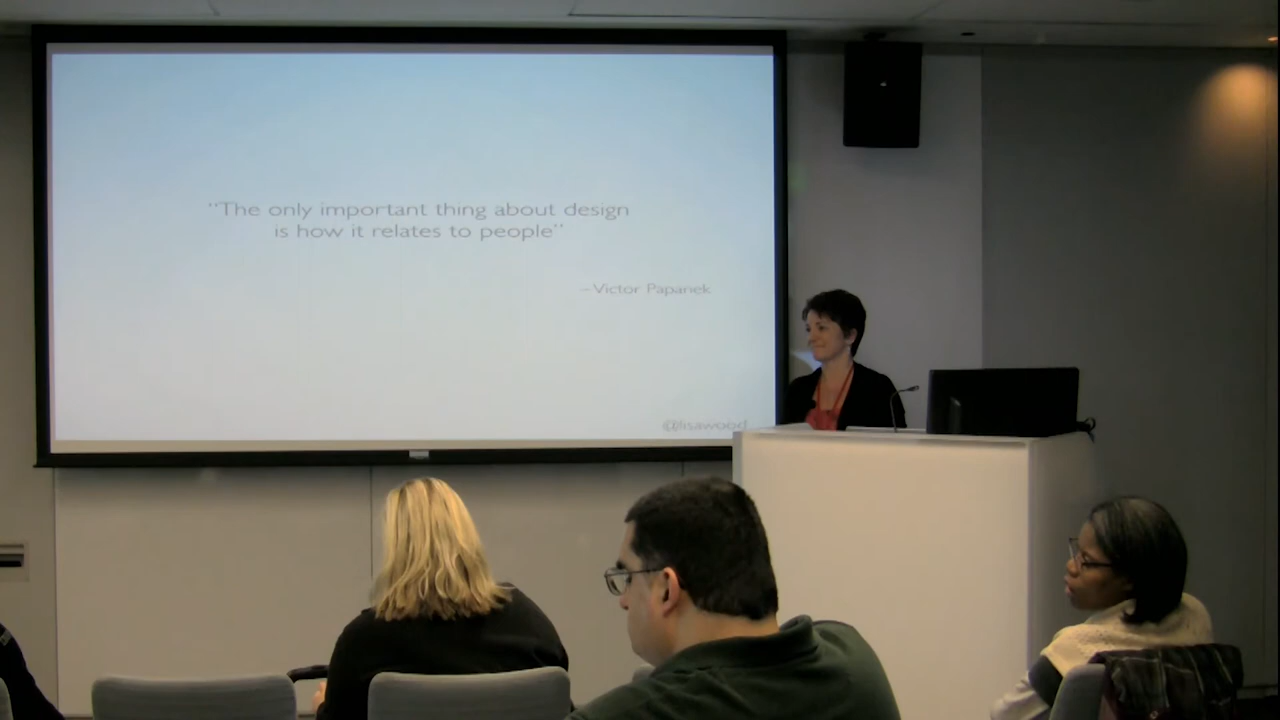 “The only important thing about design
is how it relates to people”
–Victor Papanek
@lisawood